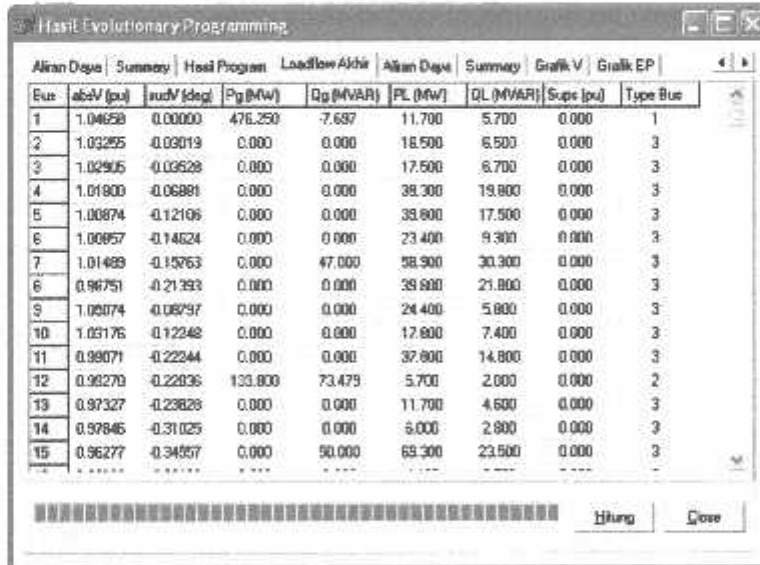 Hasil Evolutionary Programming
Aliran Daya Summary Hasil Program Loadflow Akhir Aliran Daya Summary Grafik V Grafik EP
Bus absV (pu) sudV (deg) Pg (MW) Qg (MVAR) PL (MW) QL (MVAR) Sups (pu) Type Bus
1 1.04658 0.00000 476.250 -7.697 11.700 5.700 0.000 1
2 1.03255 -0.03019 0.000 0.000 16.500 6.500 0.000 3
3 1.02905 -0.03528 0.000 0.000 17.500 6.700 0.000 3
4 1.01800 -0.06881 0.000 0.000 39.300 19.800 0.000 3
5 1.00874 -0.12106 0.000 0.000 39.800 17.500 0.000 3
6 1.00857 -0.14624 0.000 0.000 23.400 9.300 0.000 3
7 1.01489 -0.15763 0.000 47.000 58.900 30.300 0.000 3
8 0.98751 -0.21393 0.000 0.000 39.800 21.800 0.000 3
9 1.05074 -0.08797 0.000 0.000 24.400 5.800 0.000 3
10 1.03176 -0.12248 0.000 0.000 17.800 7.400 0.000 3
11 0.99071 -0.22244 0.000 0.000 37.800 14.800 0.000 3
12 0.99270 -0.22836 133.800 73.479 5.700 2.000 0.000 2
13 0.97327 -0.23828 0.000 0.000 11.700 4.600 0.000 3
14 0.97846 -0.31025 0.000 0.000 6.000 2.800 0.000 3
15 0.96277 -0.34957 0.000 50.000 69.300 23.500 0.000 3
Hitung Close